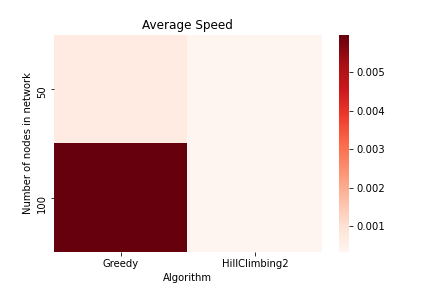 Average Speed
Number of nodes in network
50
100
Greedy
HillClimbing2
Algorithm
0.005
0.004
0.003
0.002
0.001